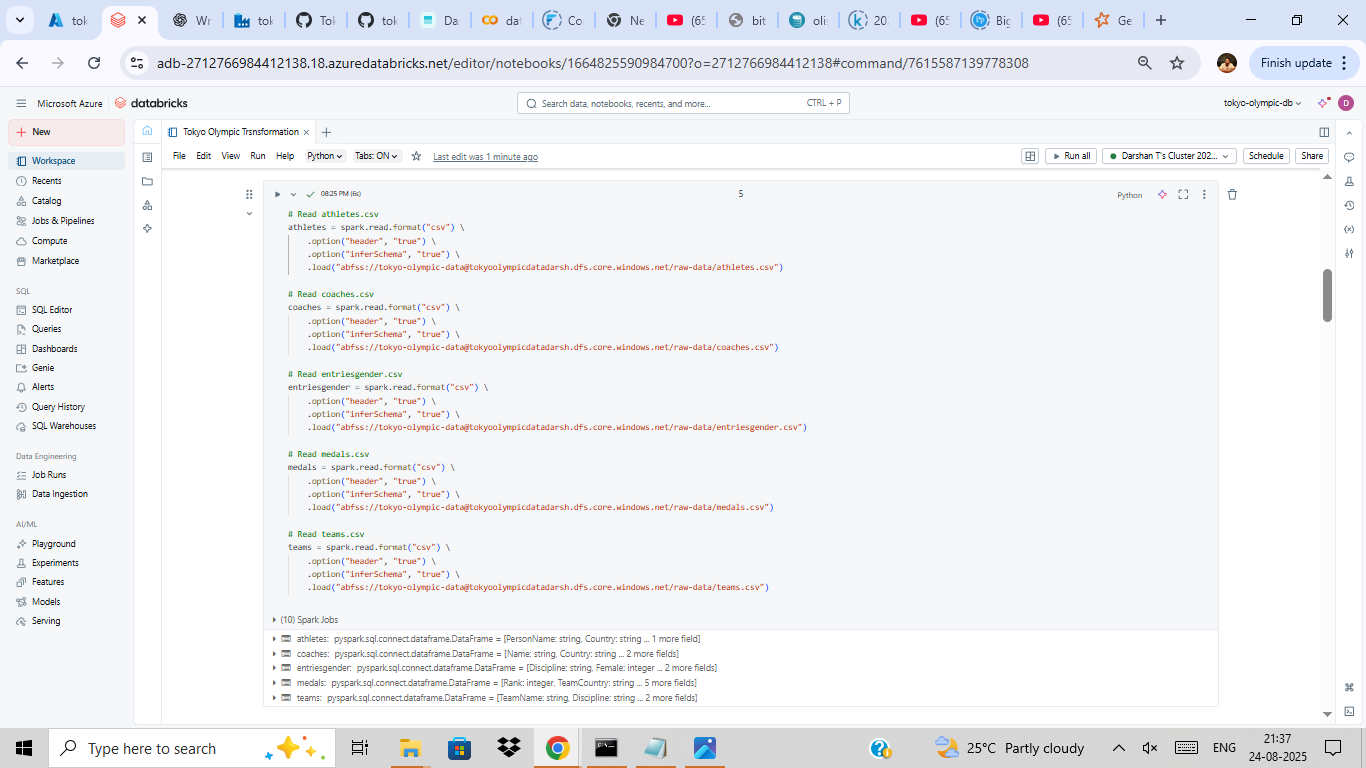 tok
Wr
tok
Tok
tok
Da
dat
Co
Ne
(65
bit
olis
202
(65
Big
(65
Ge
adb-2712766984412138.18.azuredatabricks.net/editor/notebooks/1664825590984700?o=2712766984412138#command/7615587139778308
Finish update
Microsoft Azure
databricks
Search data, notebooks, recents, and more...
CTRL + P
tokyo-olympic-db
D
New
Workspace
Recents
Catalog
Jobs & Pipelines
Compute
Marketplace
SQL
SQL Editor
Queries
Dashboards
Genie
Alerts
Query History
SQL Warehouses
Data Engineering
Job Runs
Data Ingestion
AI/ML
Playground
Experiments
Features
Models
Serving
Tokyo Olympic Trsnformation
File Edit View Run Help Python Tabs: ON Last edit was 1 minute ago
Run all
Darshan T's Cluster 202...
Schedule
Share
08:25 PM (6s)
5
Python
# Read athletes.csv
athletes = spark.read.format("csv") \
.option("header", "true") \
.option("inferSchema", "true") \
.load("abfss://tokyo-olympic-data@tokyoolympicdatadarsh.dfs.core.windows.net/raw-data/athletes.csv")
# Read coaches.csv
coaches = spark.read.format("csv") \
.option("header", "true") \
.option("inferSchema", "true") \
.load("abfss://tokyo-olympic-data@tokyoolympicdatadarsh.dfs.core.windows.net/raw-data/coaches.csv")
# Read entriesgender.csv
entriesgender = spark.read.format("csv") \
.option("header", "true") \
.option("inferSchema", "true") \
.load("abfss://tokyo-olympic-data@tokyoolympicdatadarsh.dfs.core.windows.net/raw-data/entriesgender.csv")
# Read medals.csv
medals = spark.read.format("csv") \
.option("header", "true") \
.option("inferSchema", "true") \
.load("abfss://tokyo-olympic-data@tokyoolympicdatadarsh.dfs.core.windows.net/raw-data/medals.csv")
# Read teams.csv
teams = spark.read.format("csv") \
.option("header", "true") \
.option("inferSchema", "true") \
.load("abfss://tokyo-olympic-data@tokyoolympicdatadarsh.dfs.core.windows.net/raw-data/teams.csv")
(10) Spark Jobs
athletes: pyspark.sql.connect.dataframe.DataFrame = [PersonName: string, Country: string ... 1 more field]
coaches: pyspark.sql.connect.dataframe.DataFrame = [Name: string, Country: string ... 2 more fields]
entriesgender: pyspark.sql.connect.dataframe.DataFrame = [Discipline: string, Female: integer ... 2 more fields]
medals: pyspark.sql.connect.dataframe.DataFrame = [Rank: integer, TeamCountry: string ... 5 more fields]
teams: pyspark.sql.connect.dataframe.DataFrame = [TeamName: string, Discipline: string ... 2 more fields]
Type here to search
25°C Partly cloudy
ENG
21:37
24-08-2025